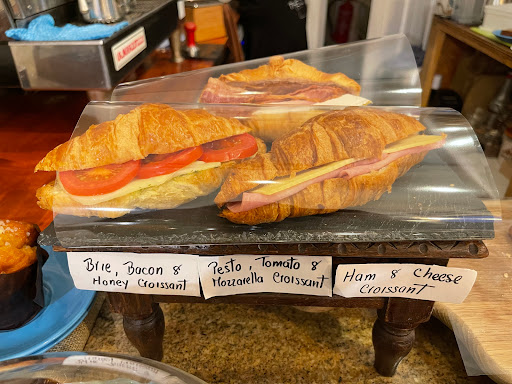 Brie, Bacon &
Honey Croissant
Pesto, Tomato &
Mozzarella Croissant
Ham & Cheese
Croissant